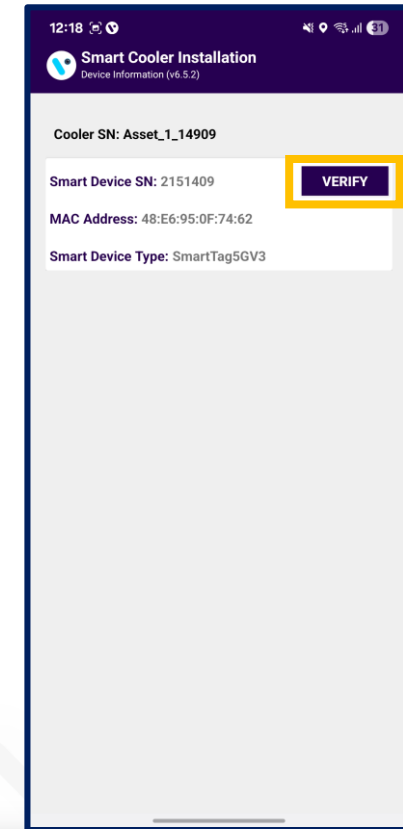 12:18
31
Smart Cooler Installation
Device Information (v6.5.2)
Cooler SN: Asset_1_14909
Smart Device SN: 2151409
VERIFY
MAC Address: 48:E6:95:0F:74:62
Smart Device Type: SmartTag5GV3